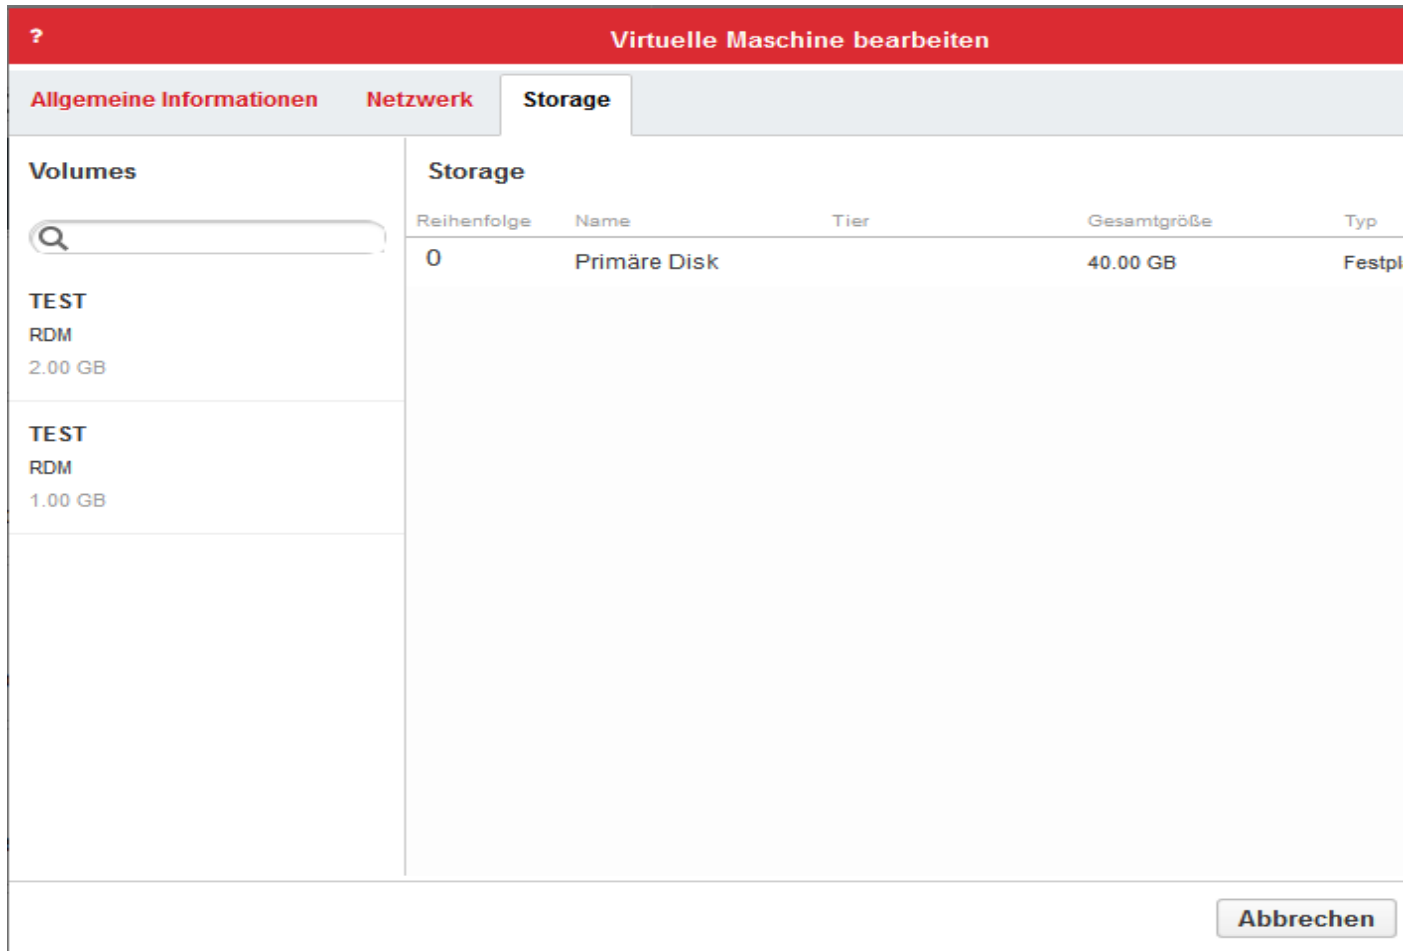 ?
Virtuelle Maschine bearbeiten
Allgemeine Informationen Netzwerk Storage
Volumes
TEST
RDM
2.00 GB
TEST
RDM
1.00 GB
Storage
Reihenfolge Name Tier Gesamtgröße Typ
0 Primäre Disk 40.00 GB Festpl
Abbrechen